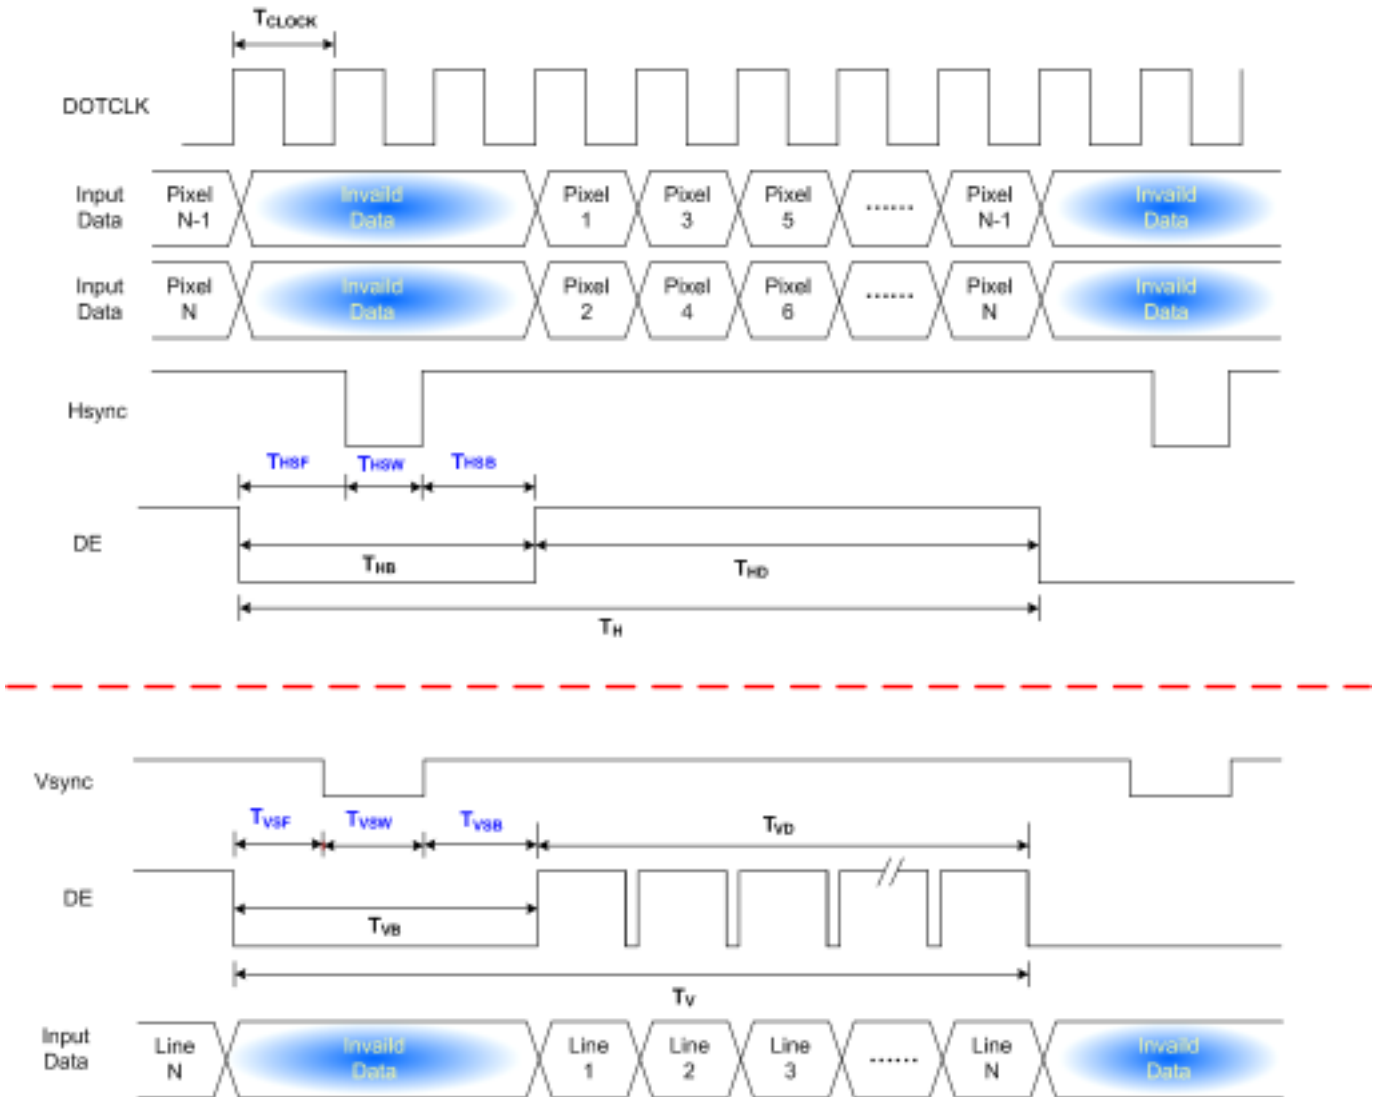 TCLOCK
DOTCLK
Input Data
Pixel N-1
Invaild Data
Pixel 1
Pixel 3
Pixel 5
......
Pixel N-1
Invaild Data
Input Data
Pixel N
Invaild Data
Pixel 2
Pixel 4
Pixel 6
......
Pixel N
Invaild Data
Hsync
THSF
THSW
THSB
DE
THB
THD
TH
Vsync
TVSF
TVSW
TVSB
TVD
DE
TVB
TV
Input Data
Line N
Invaild Data
Line 1
Line 2
Line 3
......
Line N
Invaild Data